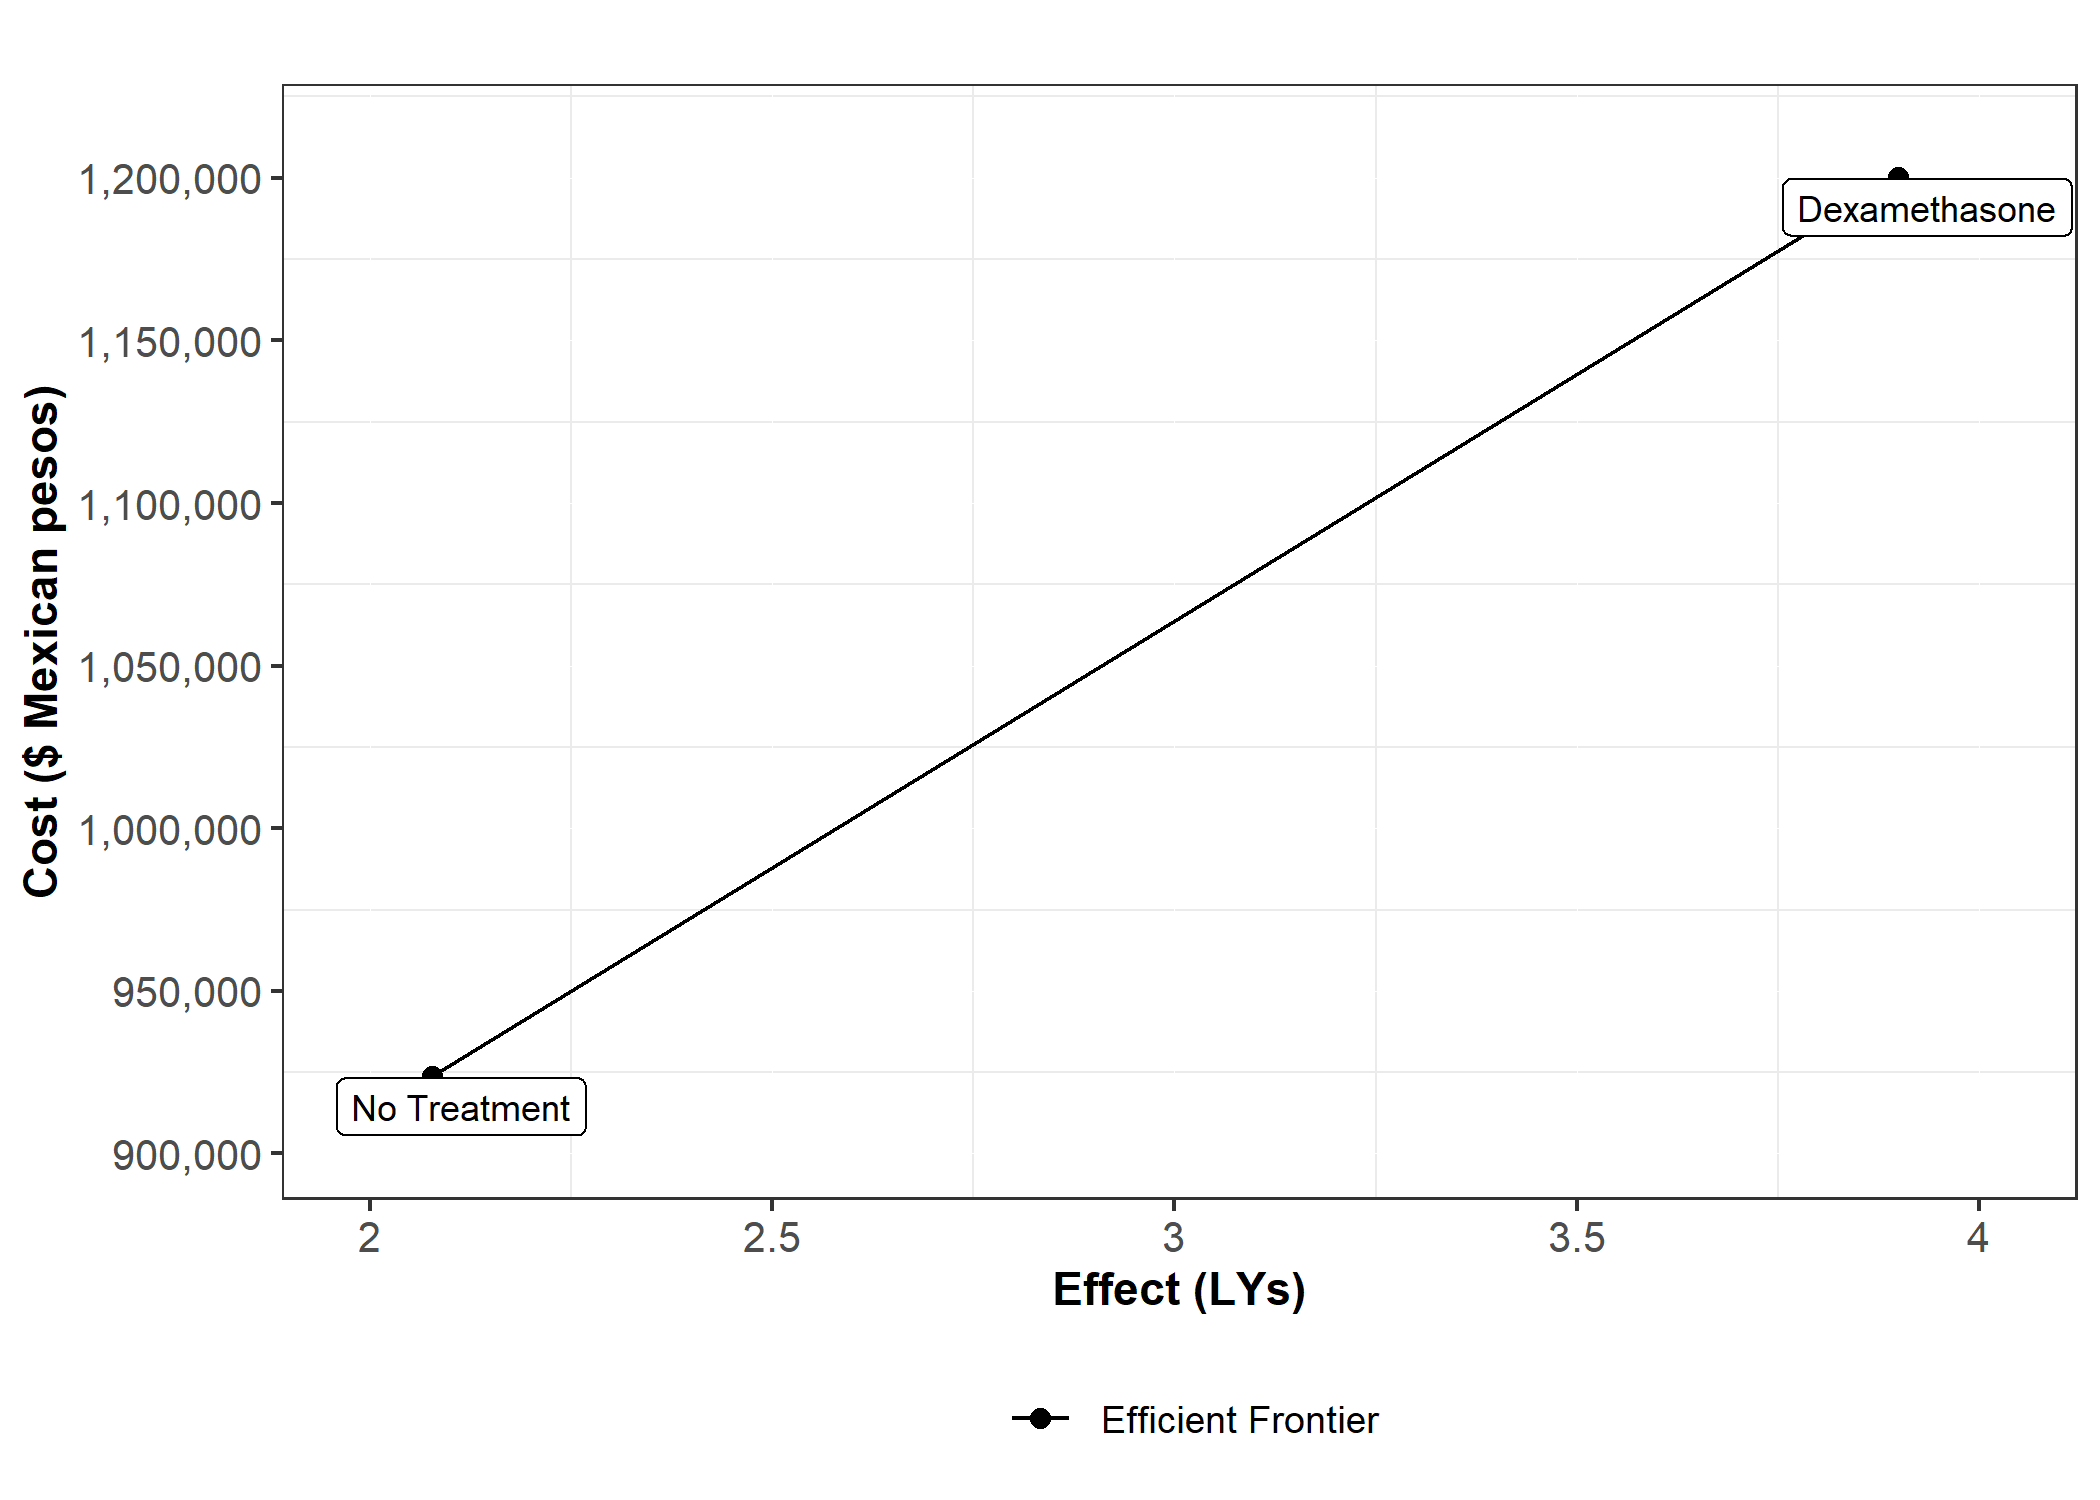 Cost ($ Mexican pesos)
1,200,000
1,150,000
1,100,000
1,050,000
1,000,000
950,000
900,000
Dexamethasone
No Treatment
2 2.5 3 3.5 4
Effect (LYs)
Efficient Frontier